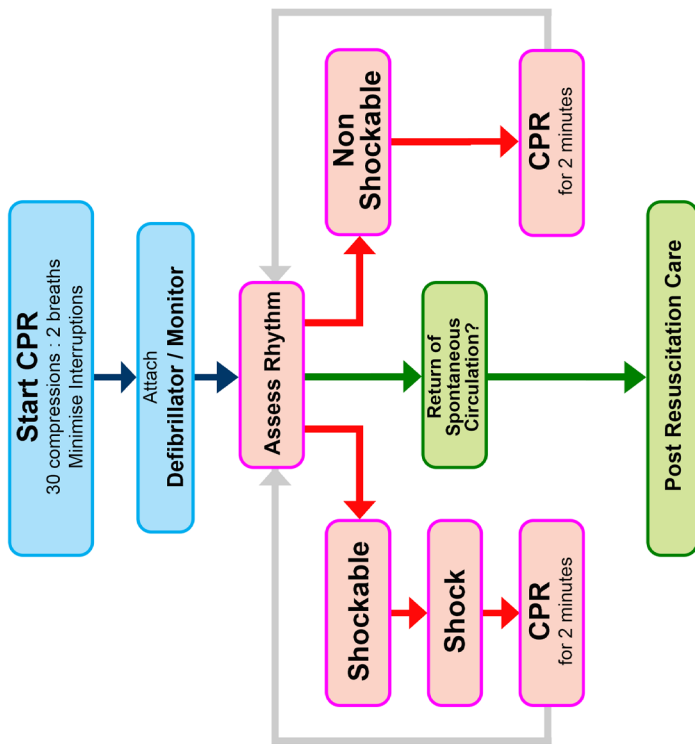 Start CPR
30 compressions : 2 breaths
Minimise Interruptions
Attach
Defibrillator / Monitor
Assess Rhythm
Shockable
Shock
CPR
for 2 minutes
Return of
Spontaneous
Circulation?
Non
Shockable
CPR
for 2 minutes
Post Resuscitation Care